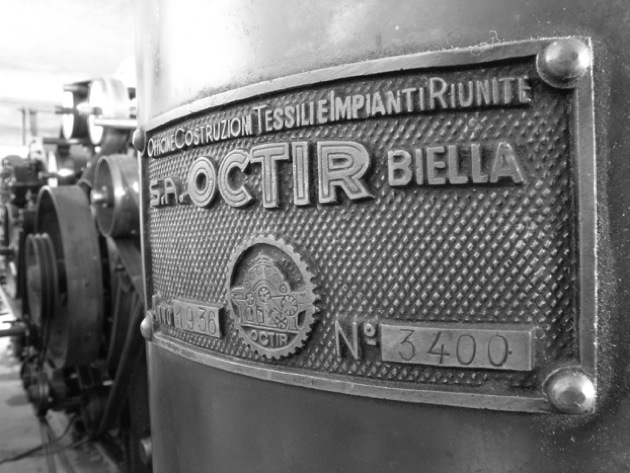 OFFICINE COSTRUZIONI TESSILI E IMPIANTI RIUNITE
S.A. OCTIR BIELLA
1936
OCTIR
Nº 3400